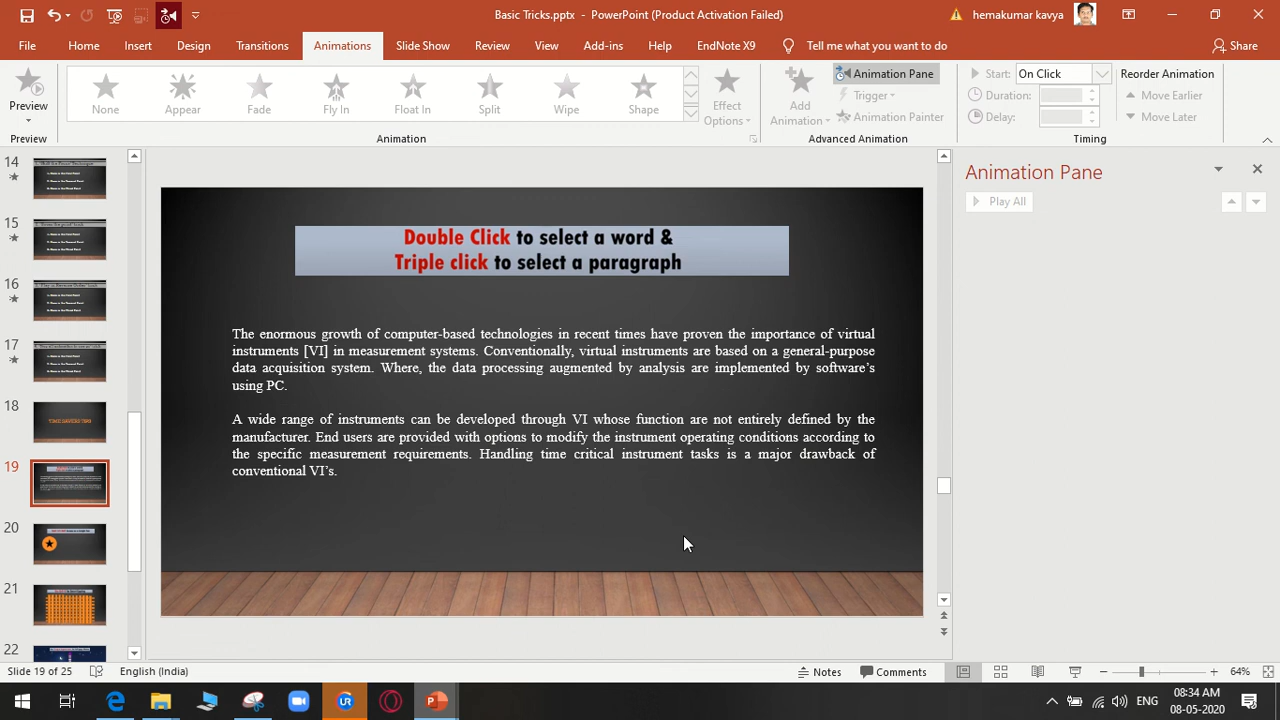 Basic Tricks.pptx - PowerPoint (Product Activation Failed)
hemakumar kavya
File Home Insert Design Transitions Animations Slide Show Review View Add-ins Help EndNote X9 Tell me what you want to do Share
None Appear Fade Fly In Float In Split Wipe Shape
Preview
Effect Options
Add Animation
Animation Pane
Trigger
Animation Painter
Start: On Click
Duration:
Delay:
Reorder Animation
Move Earlier
Move Later
Preview Animation Advanced Animation Timing
14
15
16
17
18
19
20
21
22
Double Click to select a word &
Triple click to select a paragraph
The enormous growth of computer-based technologies in recent times have proven the importance of virtual
instruments [VI] in measurement systems. Conventionally, virtual instruments are based on a general-purpose
data acquisition system. Where, the data processing augmented by analysis are implemented by software's
using PC.
A wide range of instruments can be developed through VI whose function are not entirely defined by the
manufacturer. End users are provided with options to modify the instrument operating conditions according to
the specific measurement requirements. Handling time critical instrument tasks is a major drawback of
conventional VI's.
Animation Pane
Play All
Slide 19 of 25 English (India) Notes Comments 64%
ENG
08:34 AM
08-05-2020